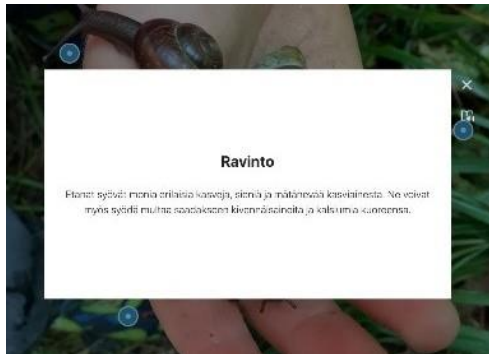 Ravinto
Etanat syövät monia erilaisia kasveja, sieniä ja mätänevää kasviainesta. Ne voivat
myös syödä multaa saadakseen kivennäisaineita ja kalsiumia kuoreensa.